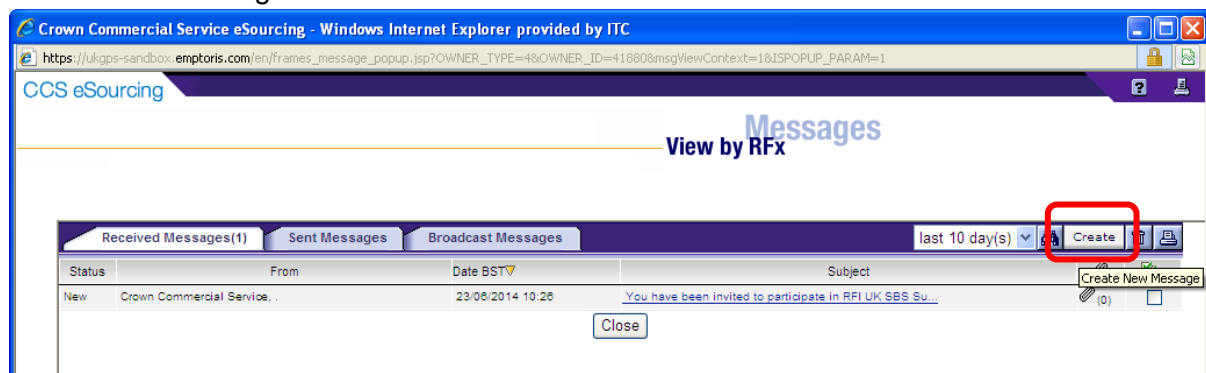 Crown Commercial Service eSourcing - Windows Internet Explorer provided by ITC
https://ukgps-sandbox.emptoris.com/en/frames_message_popup.jsp?OWNER_TYPE=4&OWNER_ID=41880&msgViewContext=1&ISPOPUP_PARAM=1
CCS eSourcing
Messages
View by RFx
Received Messages(1) Sent Messages Broadcast Messages last 10 day(s) Create
Status From Date BST Subject
Create New Message
New Crown Commercial Service, . 23/06/2014 10:26 You have been invited to participate in RFI UK SBS Su... (0)
Close